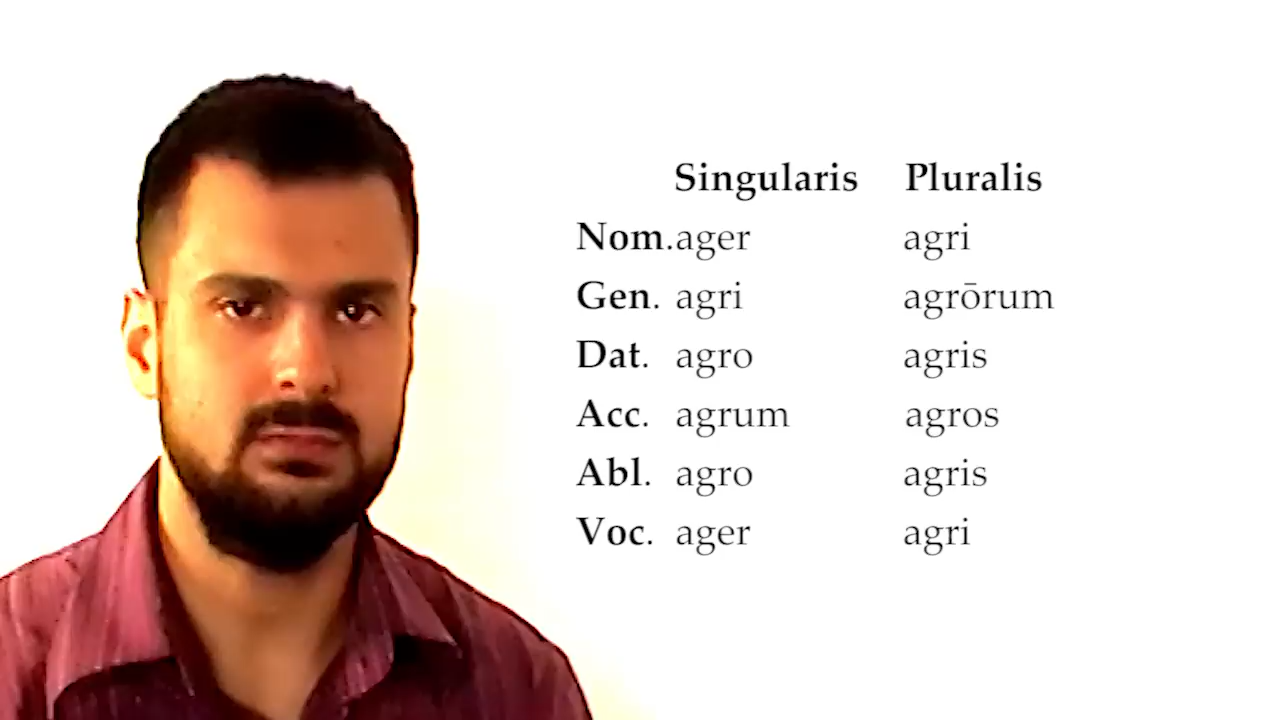 Singularis Pluralis
Nom. ager agri
Gen. agri agrōrum
Dat. agro agris
Acc. agrum agros
Abl. agro agris
Voc. ager agri